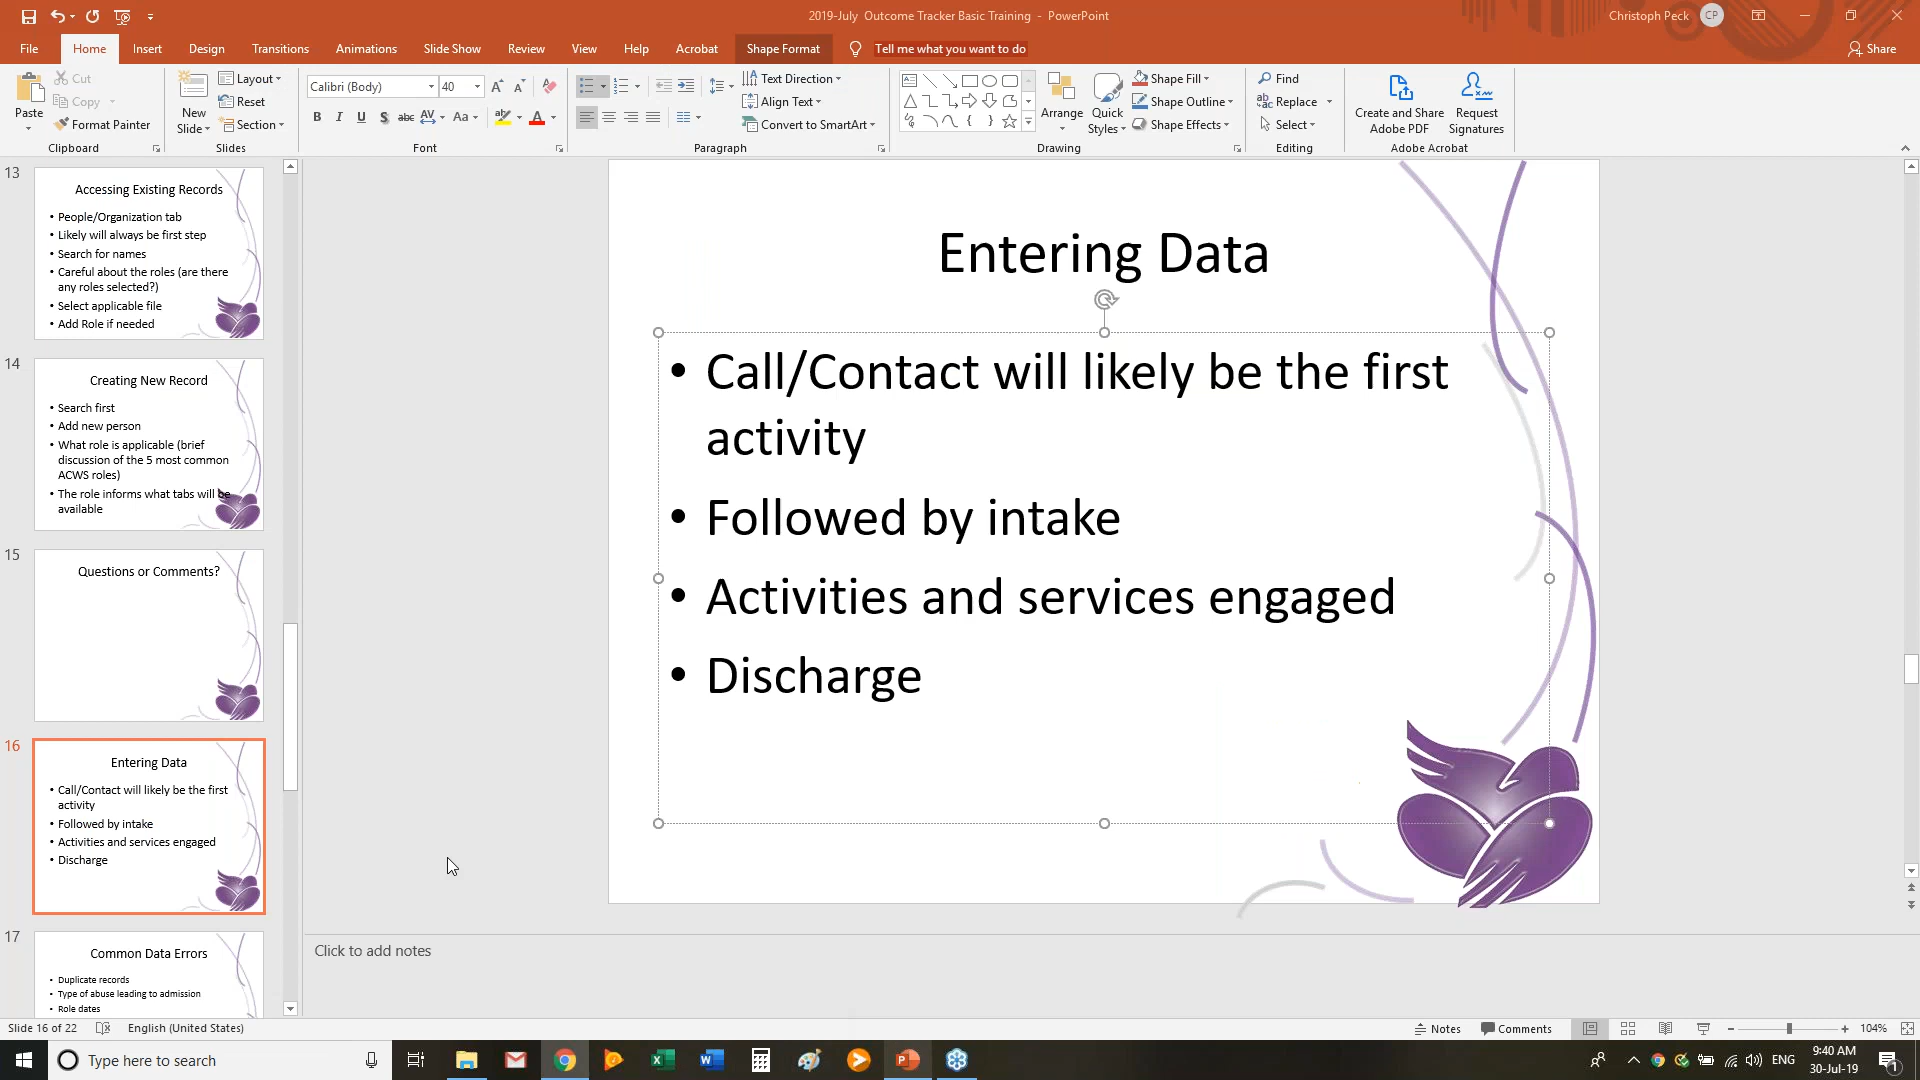 2019-July  Outcome Tracker Basic Training  -  PowerPoint
Christoph Peck
CP
File
Home
Insert
Design
Transitions
Animations
Slide Show
Review
View
Help
Acrobat
Shape Format
Tell me what you want to do
Share
Paste
Cut
Copy
Format Painter
Clipboard
New
Slide
Layout
Reset
Section
Slides
Calibri (Body)
40
B I U S abc AV Aa A
Font
Text Direction
Align Text
Convert to SmartArt
Paragraph
Arrange
Quick
Styles
Shape Fill
Shape Outline
Shape Effects
Drawing
Find
Replace
Select
Editing
Create and Share
Adobe PDF
Request
Signatures
Adobe Acrobat
13
Accessing Existing Records
• People/Organization tab
• Likely will always be first step
• Search for names
• Careful about the roles (are there
any roles selected?)
• Select applicable file
• Add Role if needed
14
Creating New Record
• Search first
• Add new person
• What role is applicable (brief
discussion of the 5 most common
ACWS roles)
• The role informs what tabs will be
available
15
Questions or Comments?
16
Entering Data
• Call/Contact will likely be the first
activity
• Followed by intake
• Activities and services engaged
• Discharge
17
Common Data Errors
• Duplicate records
• Type of abuse leading to admission
• Role dates
Entering Data
• Call/Contact will likely be the first
activity
• Followed by intake
• Activities and services engaged
• Discharge
Click to add notes
Slide 16 of 22
English (United States)
Notes
Comments
104%
Type here to search
ENG
9:40 AM
30-Jul-19
1